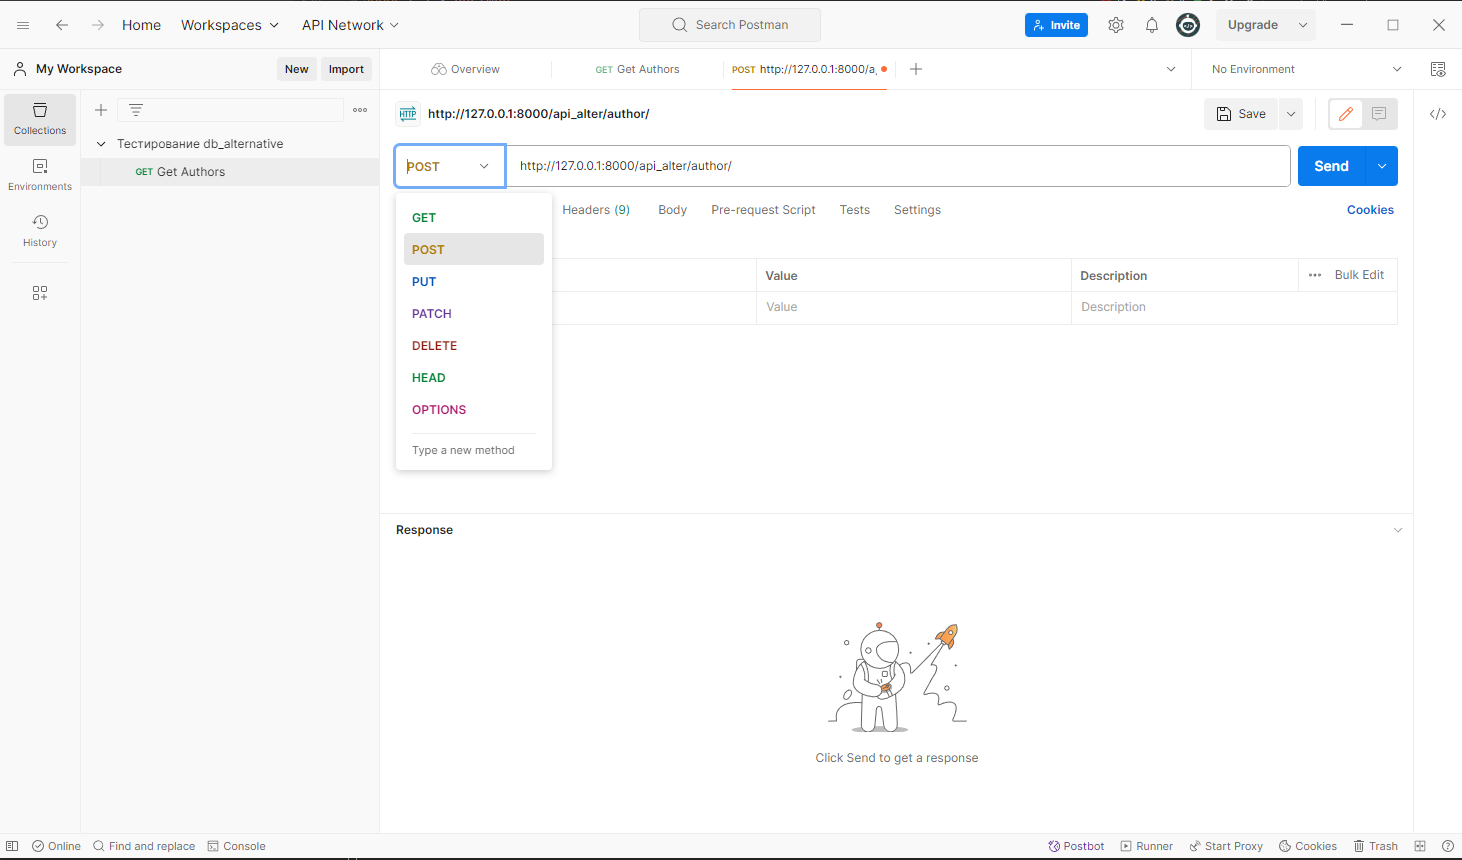 Home Workspaces API Network Search Postman Invite Upgrade
My Workspace New Import Overview GET Get Authors POST http://127.0.0.1:8000/a No Environment
Collections
Environments
History
Тестирование db_alternative
GET Get Authors
HTTP http://127.0.0.1:8000/api_alter/author/ Save
POST http://127.0.0.1:8000/api_alter/author/ Send
Headers (9) Body Pre-request Script Tests Settings Cookies
GET
POST
PUT
PATCH
DELETE
HEAD
OPTIONS
Type a new method
Value Description Bulk Edit
Value Description
Response
Click Send to get a response
Online Find and replace Console Postbot Runner Start Proxy Cookies Trash